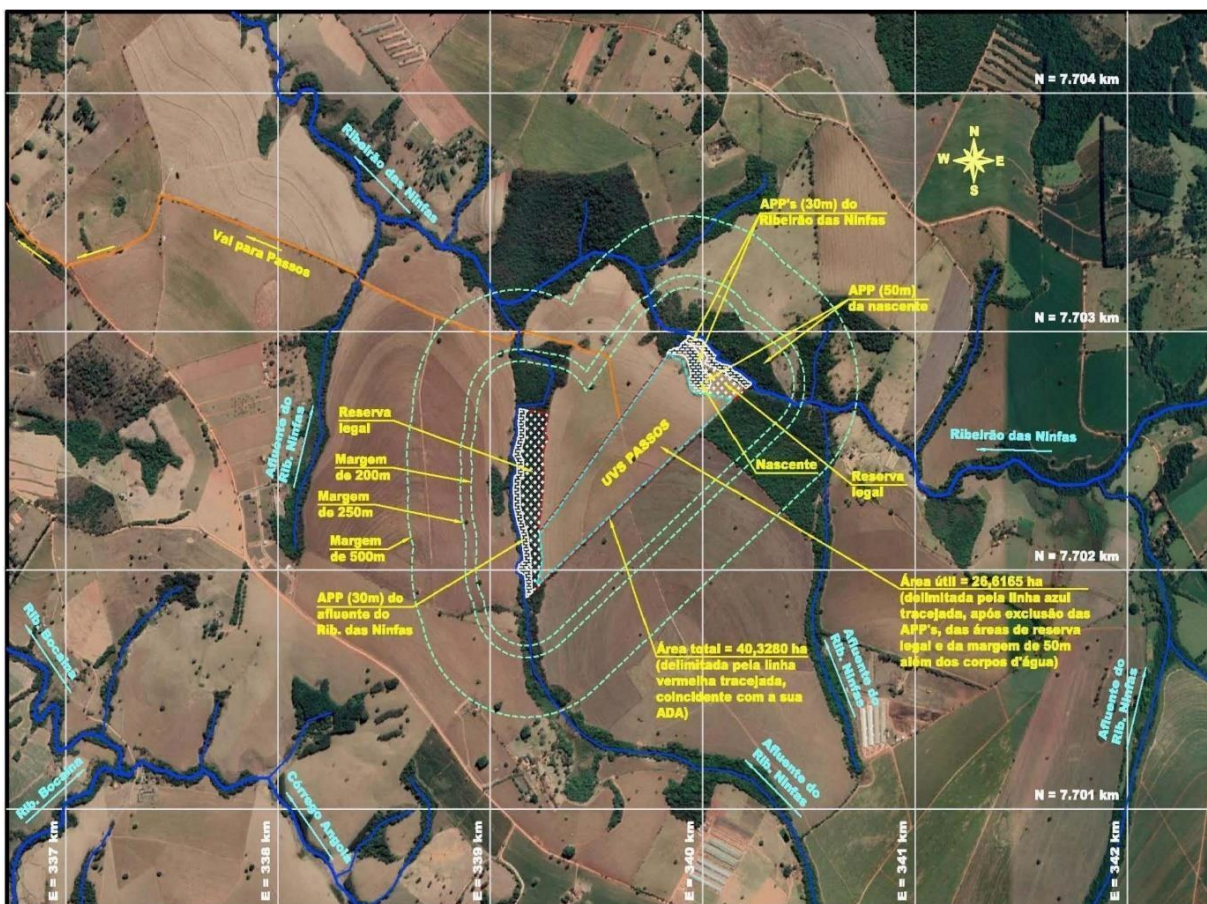 N = 7.704 km
N
W
E
S
Ribeirão das Ninfas
APP's (30m) do
Ribeirão das Ninfas
Vai para Passos
APP (50m)
da nascente
N = 7.703 km
Afluente do
Rib. Ninfas
Reserva
legal
Margem
de 200m
Margem
de 250m
Margem
de 500m
UVS PASSOS
Nascente
Reserva
legal
Ribeirão das Ninfas
N = 7.702 km
APP (30m) do
afluente do
Rib. das Ninfas
Área total = 40,3280 ha
(delimitada pela linha
vermelha tracejada,
coincidente com a sua
ADA)
Área útil = 26,6165 ha
(delimitada pela linha azul
tracejada, após exclusão das
APP's, das áreas de reserva
legal e da margem de 50m
além dos corpos d'água)
Rib. Bocaina
Rib. Bocaina
Córrego Angola
Afluente do
Rib. Ninfas
Afluente do
Rib. Ninfas
Afluente do
Rib. Ninfas
N = 7.701 km
E = 337 km
E = 338 km
E = 339 km
E = 340 km
E = 341 km
E = 342 km